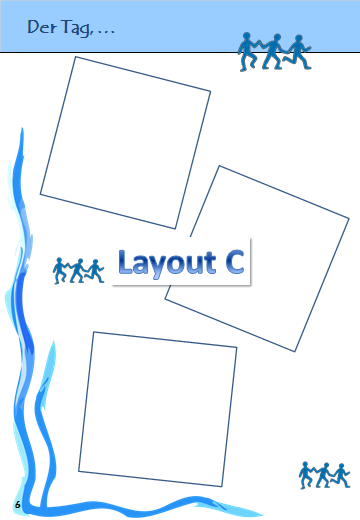 Der Tag, ...
Layout C
6